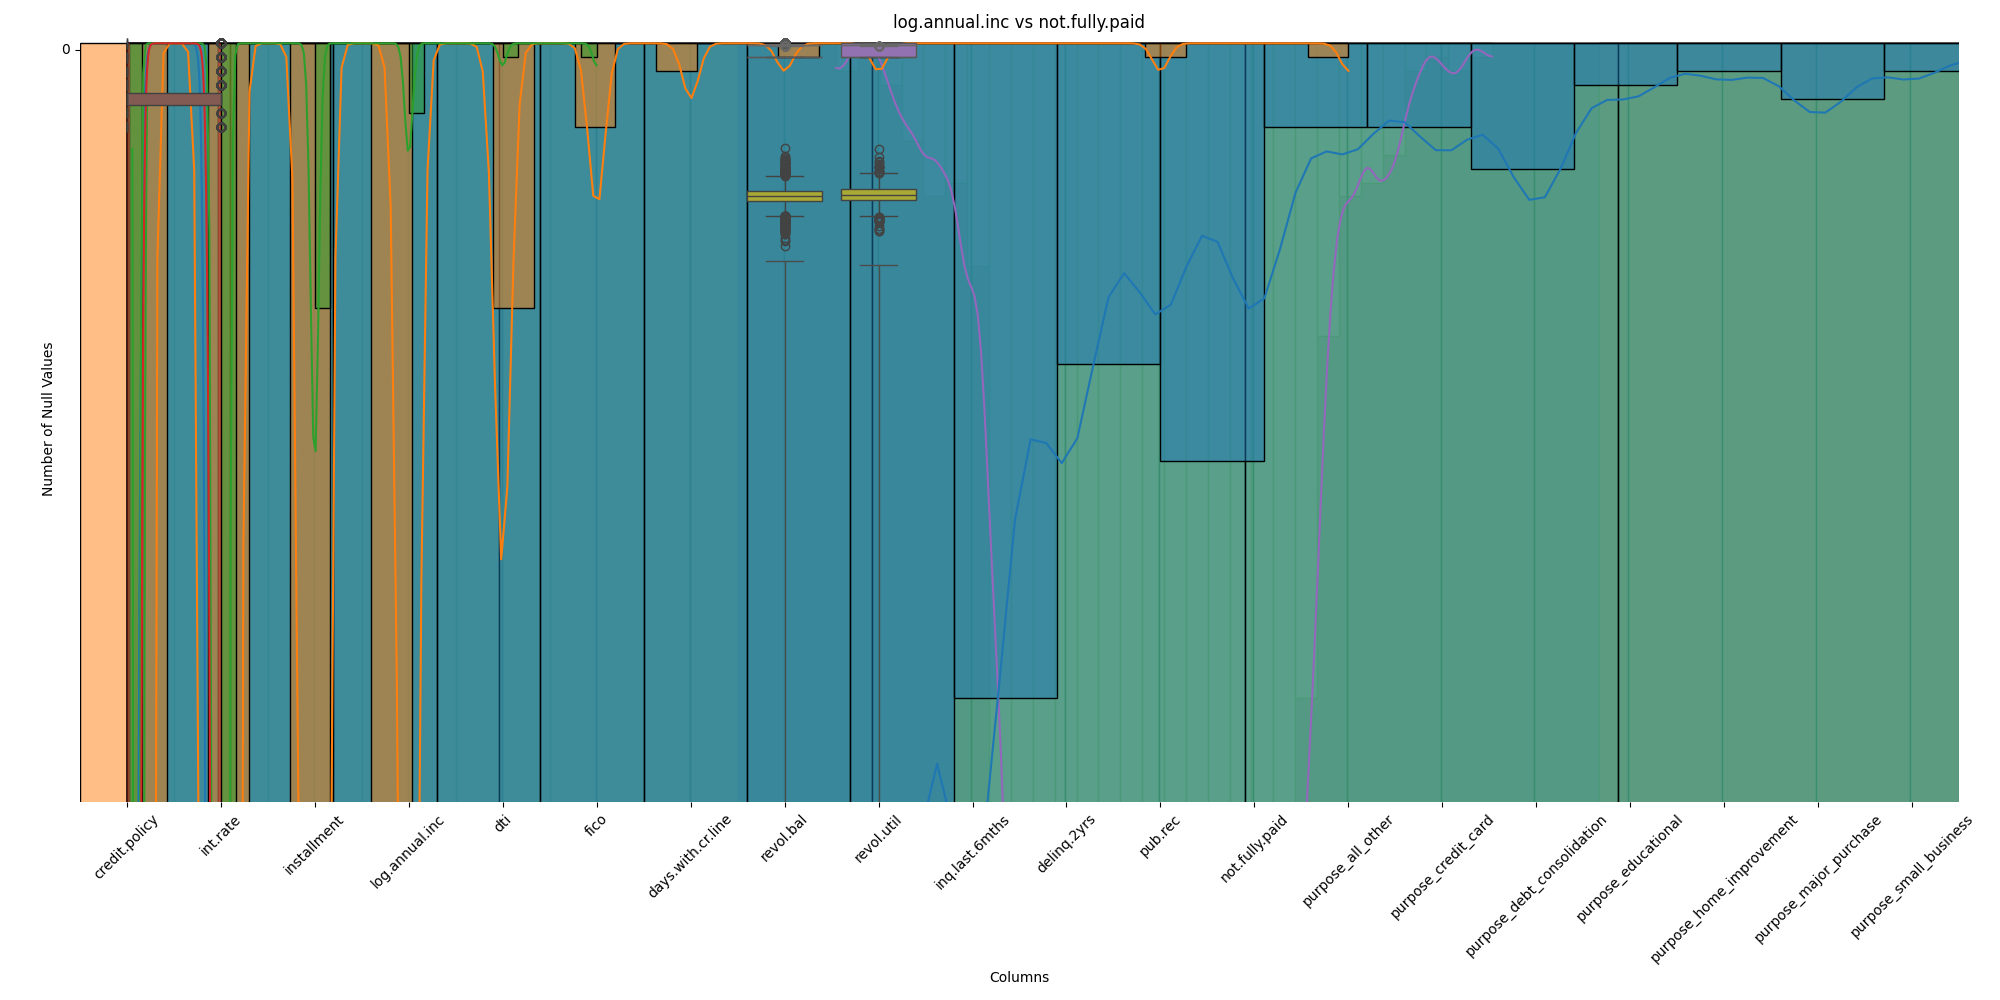 log.annual.inc vs not.fully.paid
0
Number of Null Values
credit.policy
int.rate
installment
log.annual.inc
dti
fico
days.with.cr.line
revol.bal
revol.util
inq.last.6mths
delinq.2yrs
pub.rec
not.fully.paid
purpose_all_other
purpose_credit_card
purpose_debt_consolidation
purpose_educational
purpose_home_improvement
purpose_major_purchase
purpose_small_business
Columns